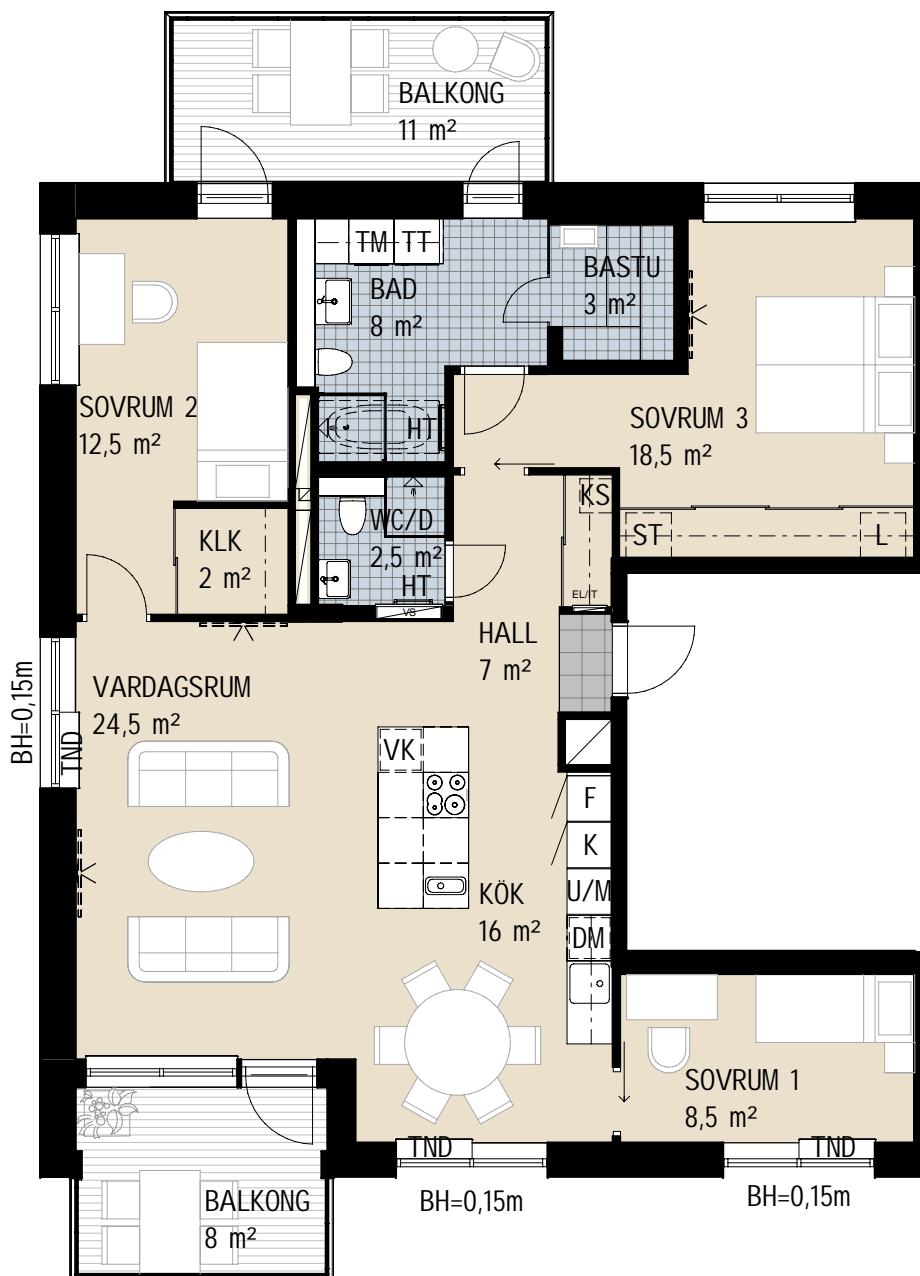 BALKONG
11 m²
TM
TT
BAD
8 m²
BASTU
3 m²
SOVRUM 2
12,5 m²
HT
SOVRUM 3
18,5 m²
KLK
2 m²
WC/D
2,5 m²
HT
VS
KS
ST
L
EL/IT
HALL
7 m²
BH=0,15m
TND
VARDAGSRUM
24,5 m²
VK
F
K
U/M
DM
KÖK
16 m²
SOVRUM 1
8,5 m²
TND
TND
BH=0,15m
BH=0,15m
BALKONG
8 m²